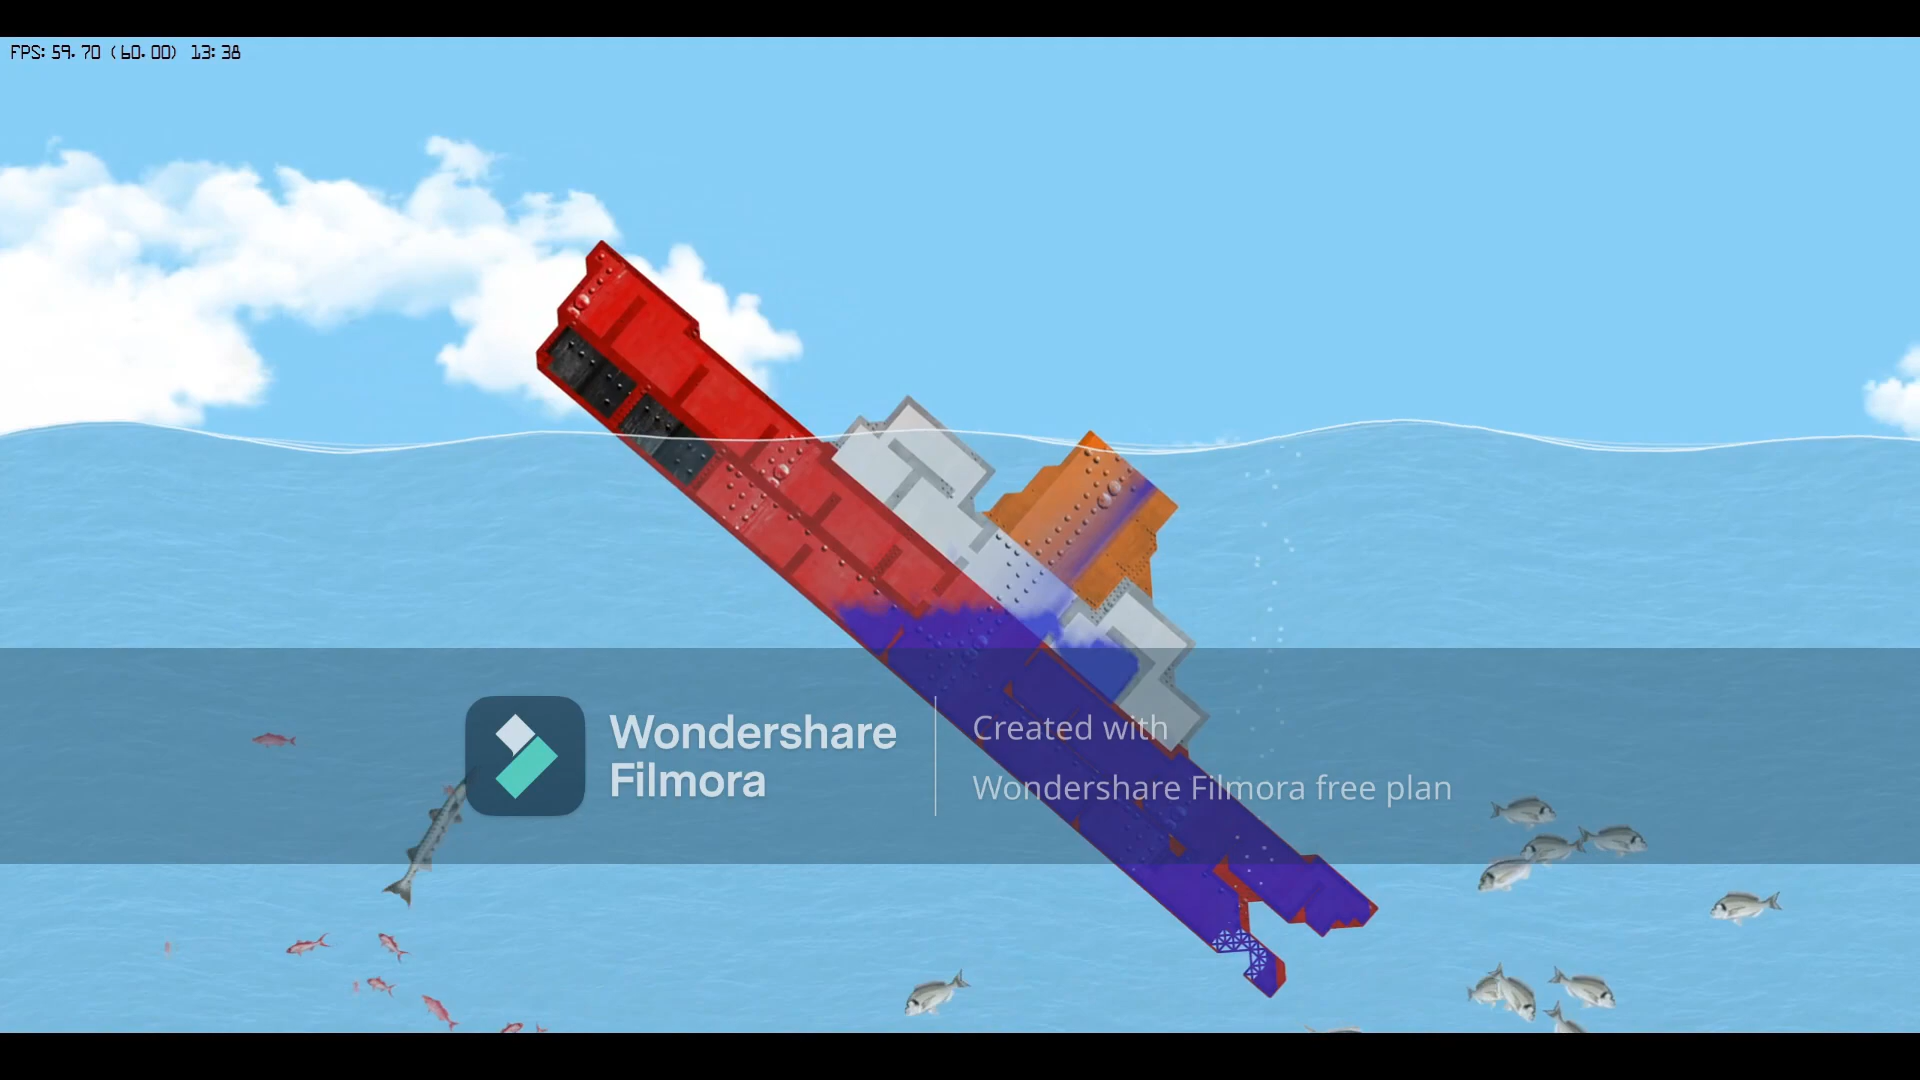 FPS: 59.70 (60.00) 13:38
Wondershare
Filmora
Created with
Wondershare Filmora free plan